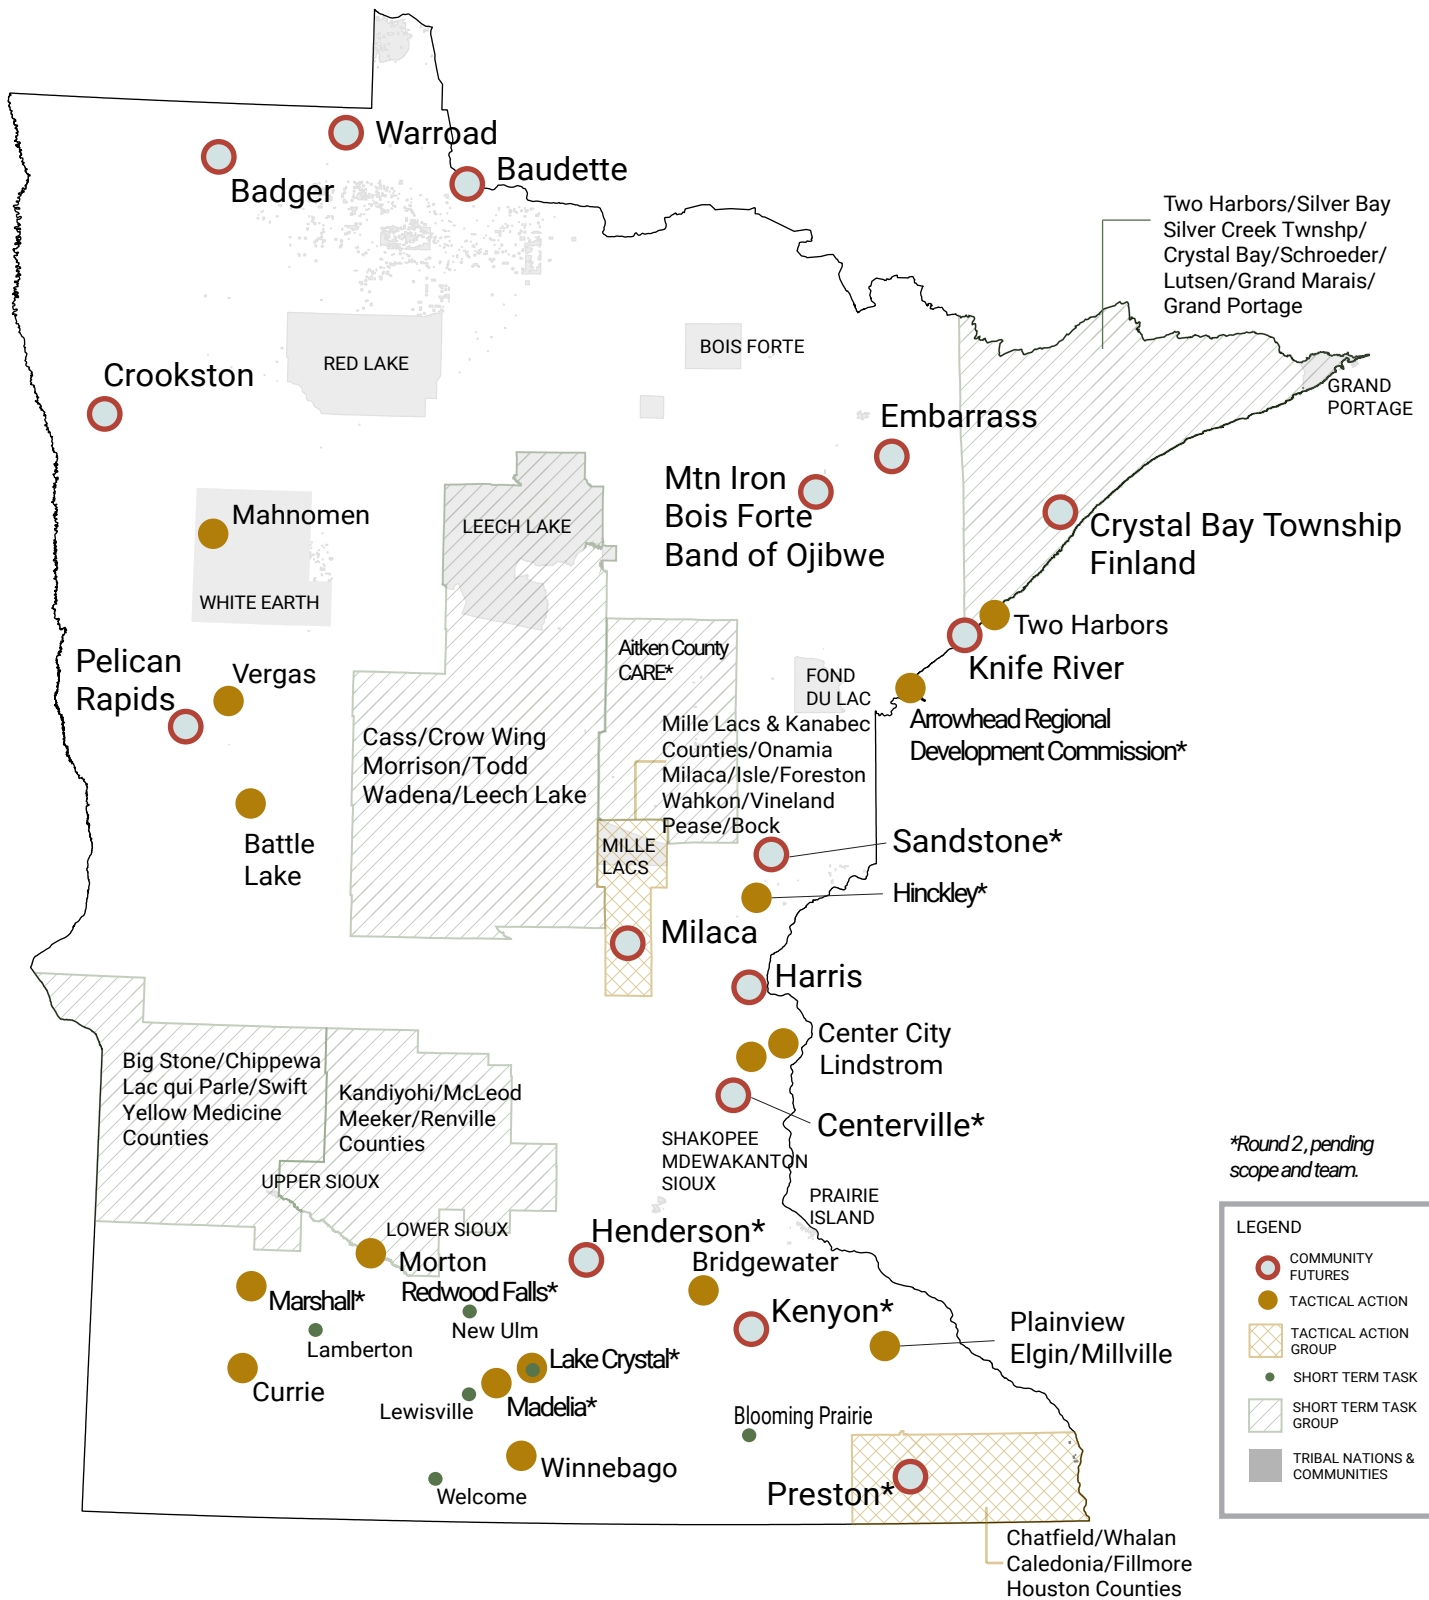 Warroad
Badger
Baudette
Two Harbors/Silver Bay
Silver Creek Twnshp/
Crystal Bay/Schroeder/
Lutsen/Grand Marais/
Grand Portage
RED LAKE
BOIS FORTE
Crookston
GRAND
PORTAGE
Embarrass
Mtn Iron
Bois Forte
Band of Ojibwe
Mahnomen
LEECH LAKE
Crystal Bay Township
Finland
WHITE EARTH
Two Harbors
Knife River
Pelican
Rapids
Vergas
Aitken County
CARE*
FOND
DU LAC
Arrowhead Regional
Development Commission*
Cass/Crow Wing
Morrison/Todd
Wadena/Leech Lake
Mille Lacs & Kanabec
Counties/Onamia
Milaca/Isle/Foreston
Wahkon/Vineland
Pease/Bock
Battle
Lake
MILLE
LACS
Sandstone*
Hinckley*
Milaca
Harris
Center City
Lindstrom
Big Stone/Chippewa
Lac qui Parle/Swift
Yellow Medicine
Counties
Kandiyohi/McLeod
Meeker/Renville
Counties
Centerville*
SHAKOPEE
MDEWAKANTON
SIOUX
UPPER SIOUX
PRAIRIE
ISLAND
*Round 2, pending
scope and team.
LOWER SIOUX
Henderson*
Morton
Redwood Falls*
Bridgewater
Marshall*
Lamberton
New Ulm
Kenyon*
Plainview
Elgin/Millville
Currie
Lake Crystal*
Lewisville
Madelia*
Blooming Prairie
Winnebago
Welcome
Preston*
Chatfield/Whalan
Caledonia/Fillmore
Houston Counties
LEGEND
COMMUNITY
FUTURES
TACTICAL ACTION
TACTICAL ACTION
GROUP
SHORT TERM TASK
SHORT TERM TASK
GROUP
TRIBAL NATIONS &
COMMUNITIES